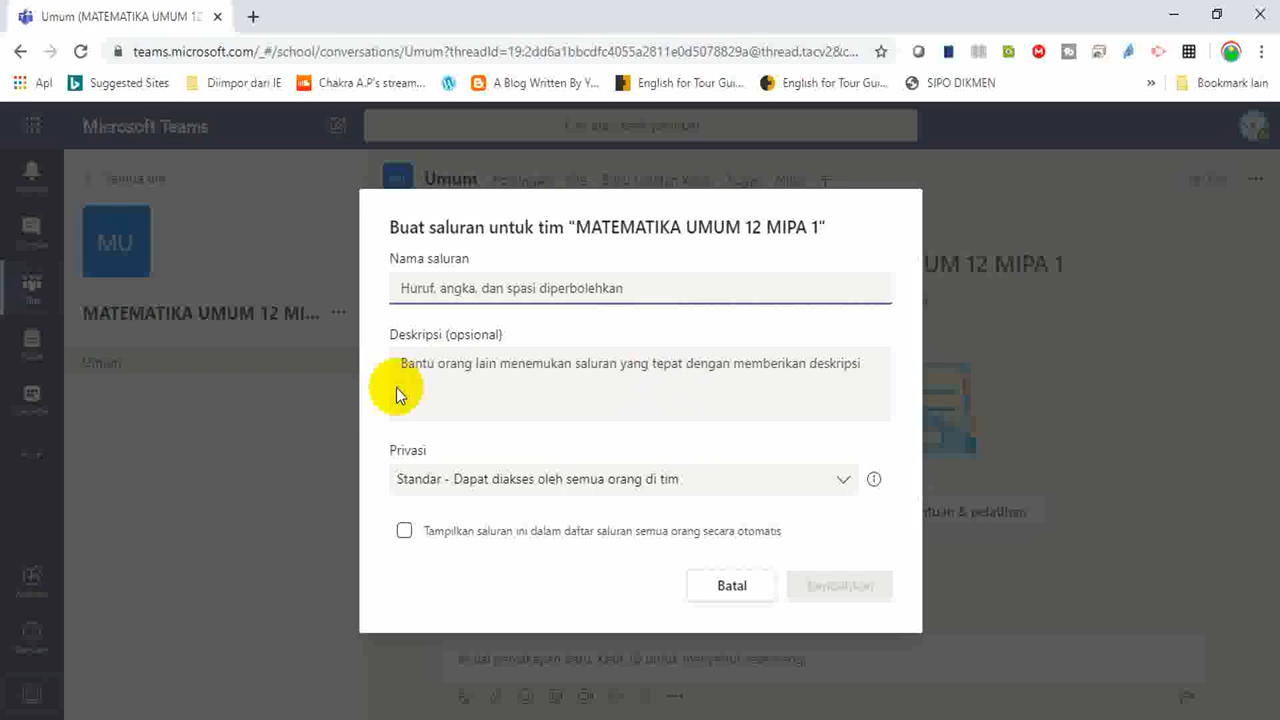 Umum (MATEMATIKA UMUM 12
teams.microsoft.com/_#/school/conversations/Umum?threadId=19:2dd6a1bbcdfc4055a2811e0d5078829a@thread.tacv2&c...
Apl
Suggested Sites
Diimpor dari IE
Chakra A.P's stream...
A Blog Written By Y...
English for Tour Gui...
English for Tour Gui...
SIPO DIKMEN
»
Bookmark lain
Microsoft Teams
Semua tim
MU
Umum
MATEMATIKA UMUM 12 MI...
Umum
UM 12 MIPA 1
Buat saluran untuk tim "MATEMATIKA UMUM 12 MIPA 1"
Nama saluran
Huruf, angka, dan spasi diperbolehkan
Deskripsi (opsional)
Bantu orang lain menemukan saluran yang tepat dengan memberikan deskripsi
Privasi
Standar - Dapat diakses oleh semua orang di tim
Tampilkan saluran ini dalam daftar saluran semua orang secara otomatis
Batal
tuan & pelatihan